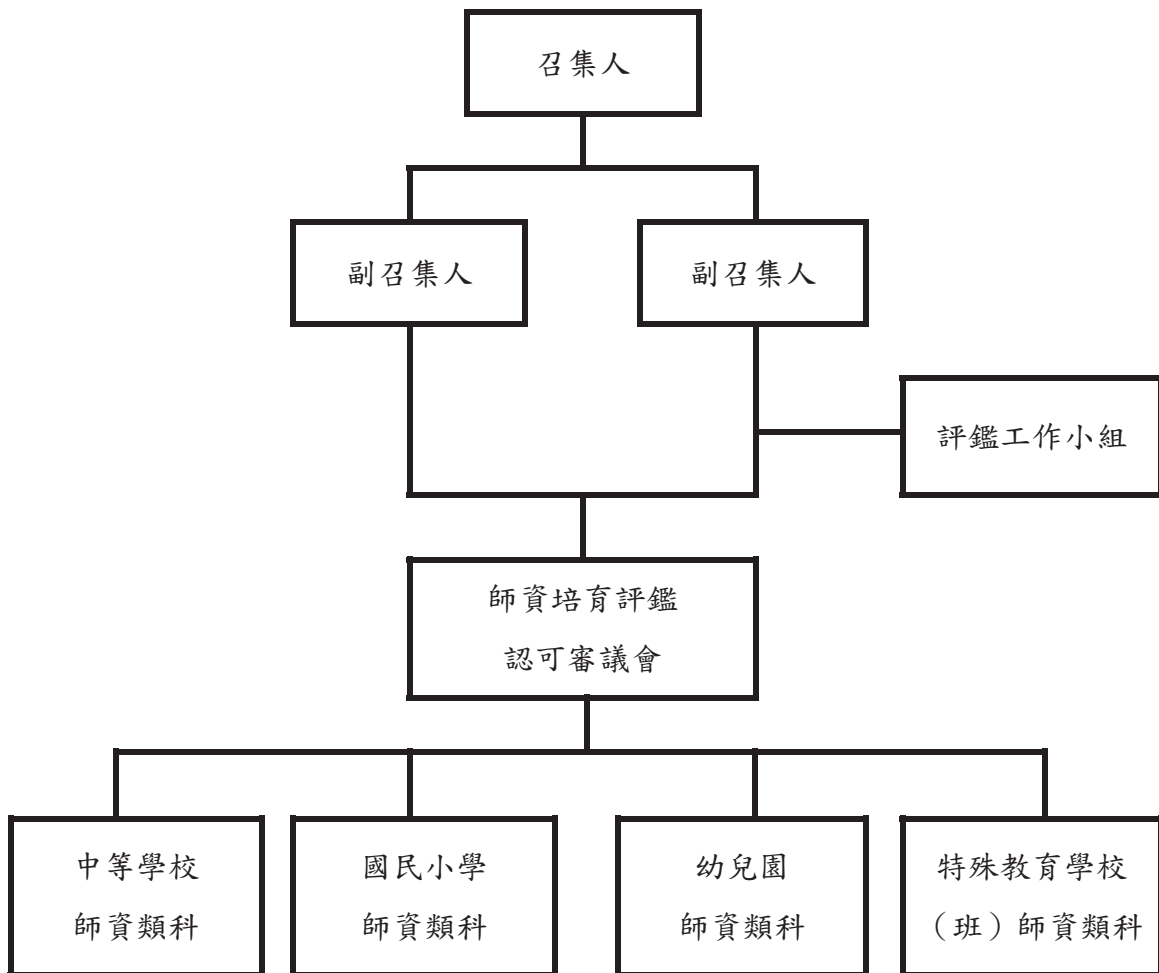 召集人
副召集人
副召集人
評鑑工作小組
師資培育評鑑
認可審議會
中等學校
師資類科
國民小學
師資類科
幼兒園
師資類科
特殊教育學校
（班）師資類科